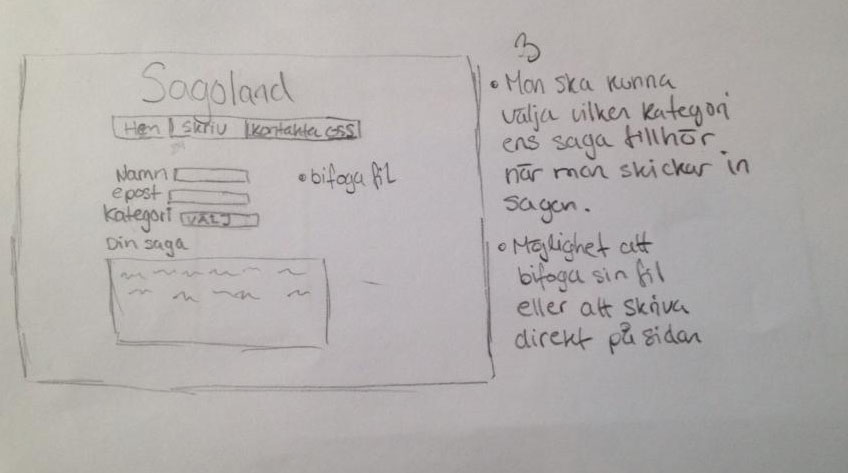 Sagoland
Hem Skriv Kontakta oss
Namn
epost
Kategori VÄLJ
Din saga
• bifoga fil
3
• Man ska kunna
välja vilken kategori
ens saga tillhör
när man skickar in
sagan.
• Möjlighet att
bifoga sin fil
eller att skriva
direkt på sidan